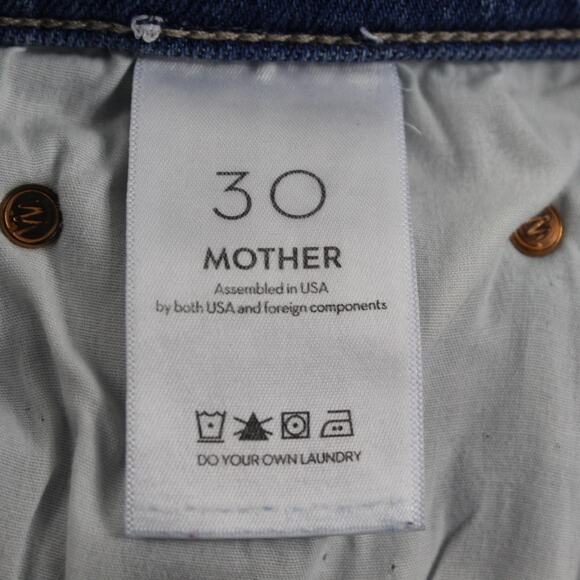 30
MOTHER
Assembled in USA
by both USA and foreign components
DO YOUR OWN LAUNDRY